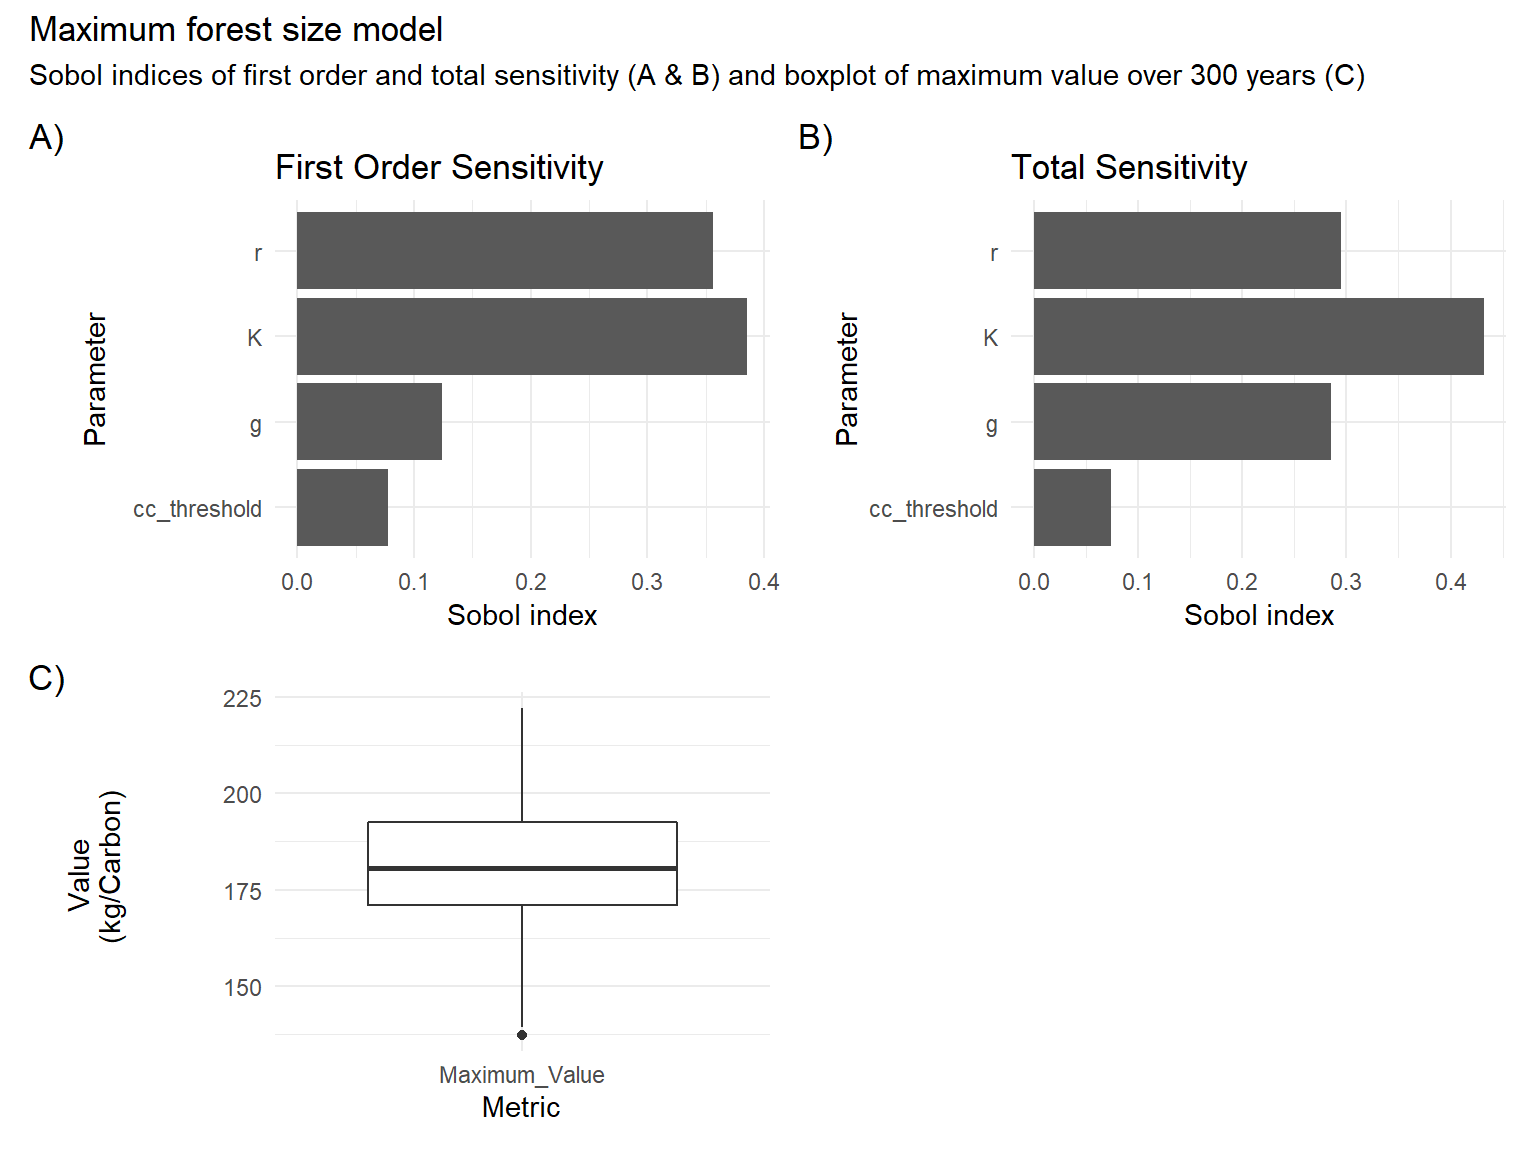 Maximum forest size model
Sobol indices of first order and total sensitivity (A & B) and boxplot of maximum value over 300 years (C)
A)
First Order Sensitivity
Parameter
r
K
g
cc_threshold
0.0 0.1 0.2 0.3 0.4
Sobol index
B)
Total Sensitivity
Parameter
r
K
g
cc_threshold
0.0 0.1 0.2 0.3 0.4
Sobol index
C)
Value
(kg/Carbon)
225
200
175
150
Maximum_Value
Metric